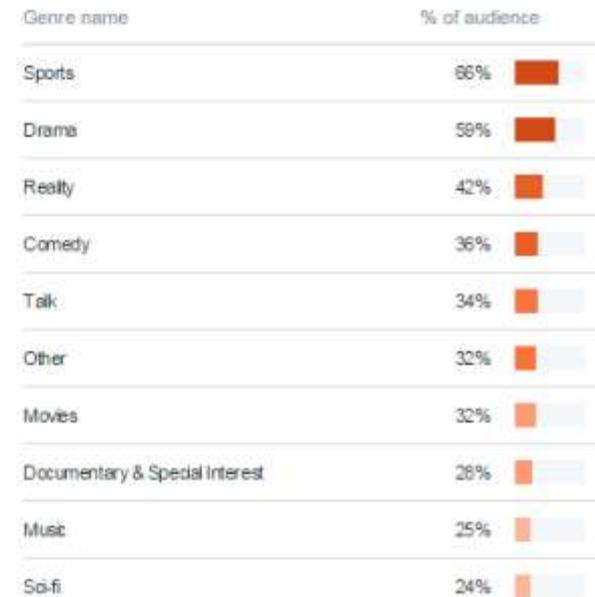 Genre name % of audience
Sports 66%
Drama 59%
Reality 42%
Comedy 36%
Talk 34%
Other 32%
Movies 32%
Documentary & Special Interest 28%
Music 25%
Sci-fi 24%